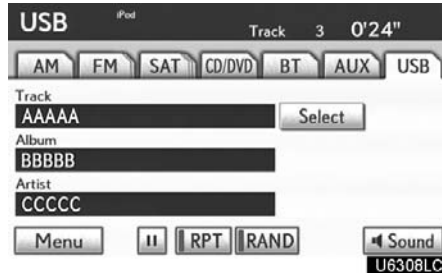 USB iPod Track 3 0'24"
AM FM SAT CD/DVD BT AUX USB
Track
AAAAA Select
Album
BBBBB
Artist
CCCCC
Menu II RPT RAND Sound
U6308LC